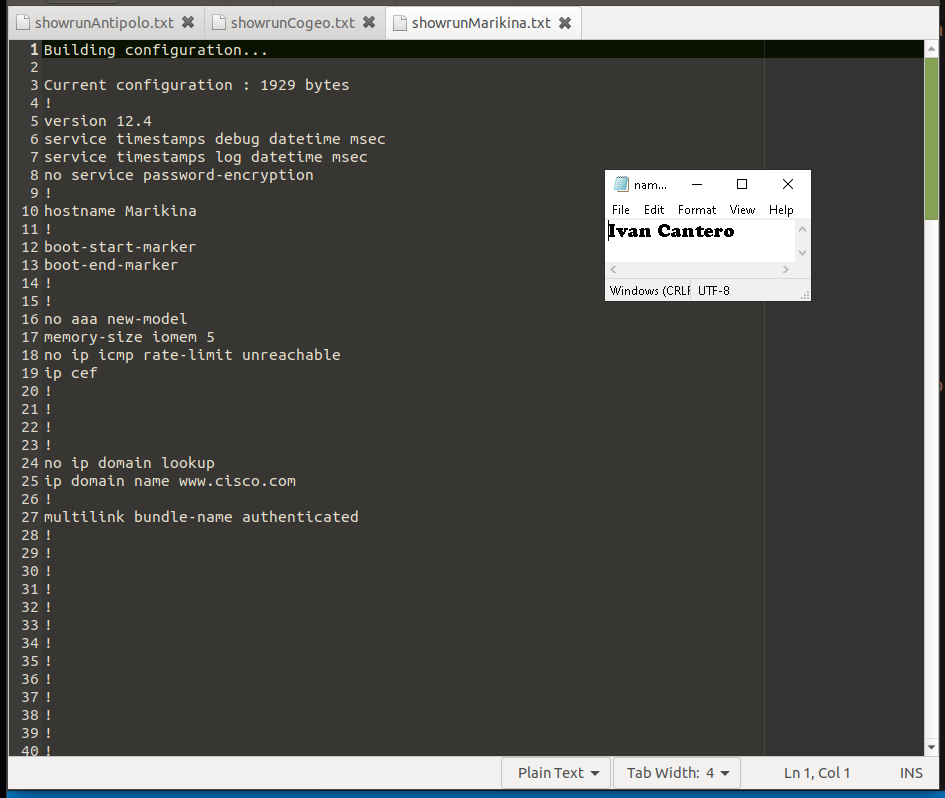 showrunAntipolo.txt showrunCogeo.txt showrunMarikina.txt
1 Building configuration...
2
3 Current configuration : 1929 bytes
4 !
5 version 12.4
6 service timestamps debug datetime msec
7 service timestamps log datetime msec
8 no service password-encryption
9 !
10 hostname Marikina
11 !
12 boot-start-marker
13 boot-end-marker
14 !
15 !
16 no aaa new-model
17 memory-size iomem 5
18 no ip icmp rate-limit unreachable
19 ip cef
20 !
21 !
22 !
23 !
24 no ip domain lookup
25 ip domain name www.cisco.com
26 !
27 multilink bundle-name authenticated
28 !
29 !
30 !
31 !
32 !
33 !
34 !
35 !
36 !
37 !
38 !
39 !
40 !
nam...
File Edit Format View Help
Ivan Cantero
Windows (CRLF UTF-8
Plain Text Tab Width: 4 Ln 1, Col 1 INS